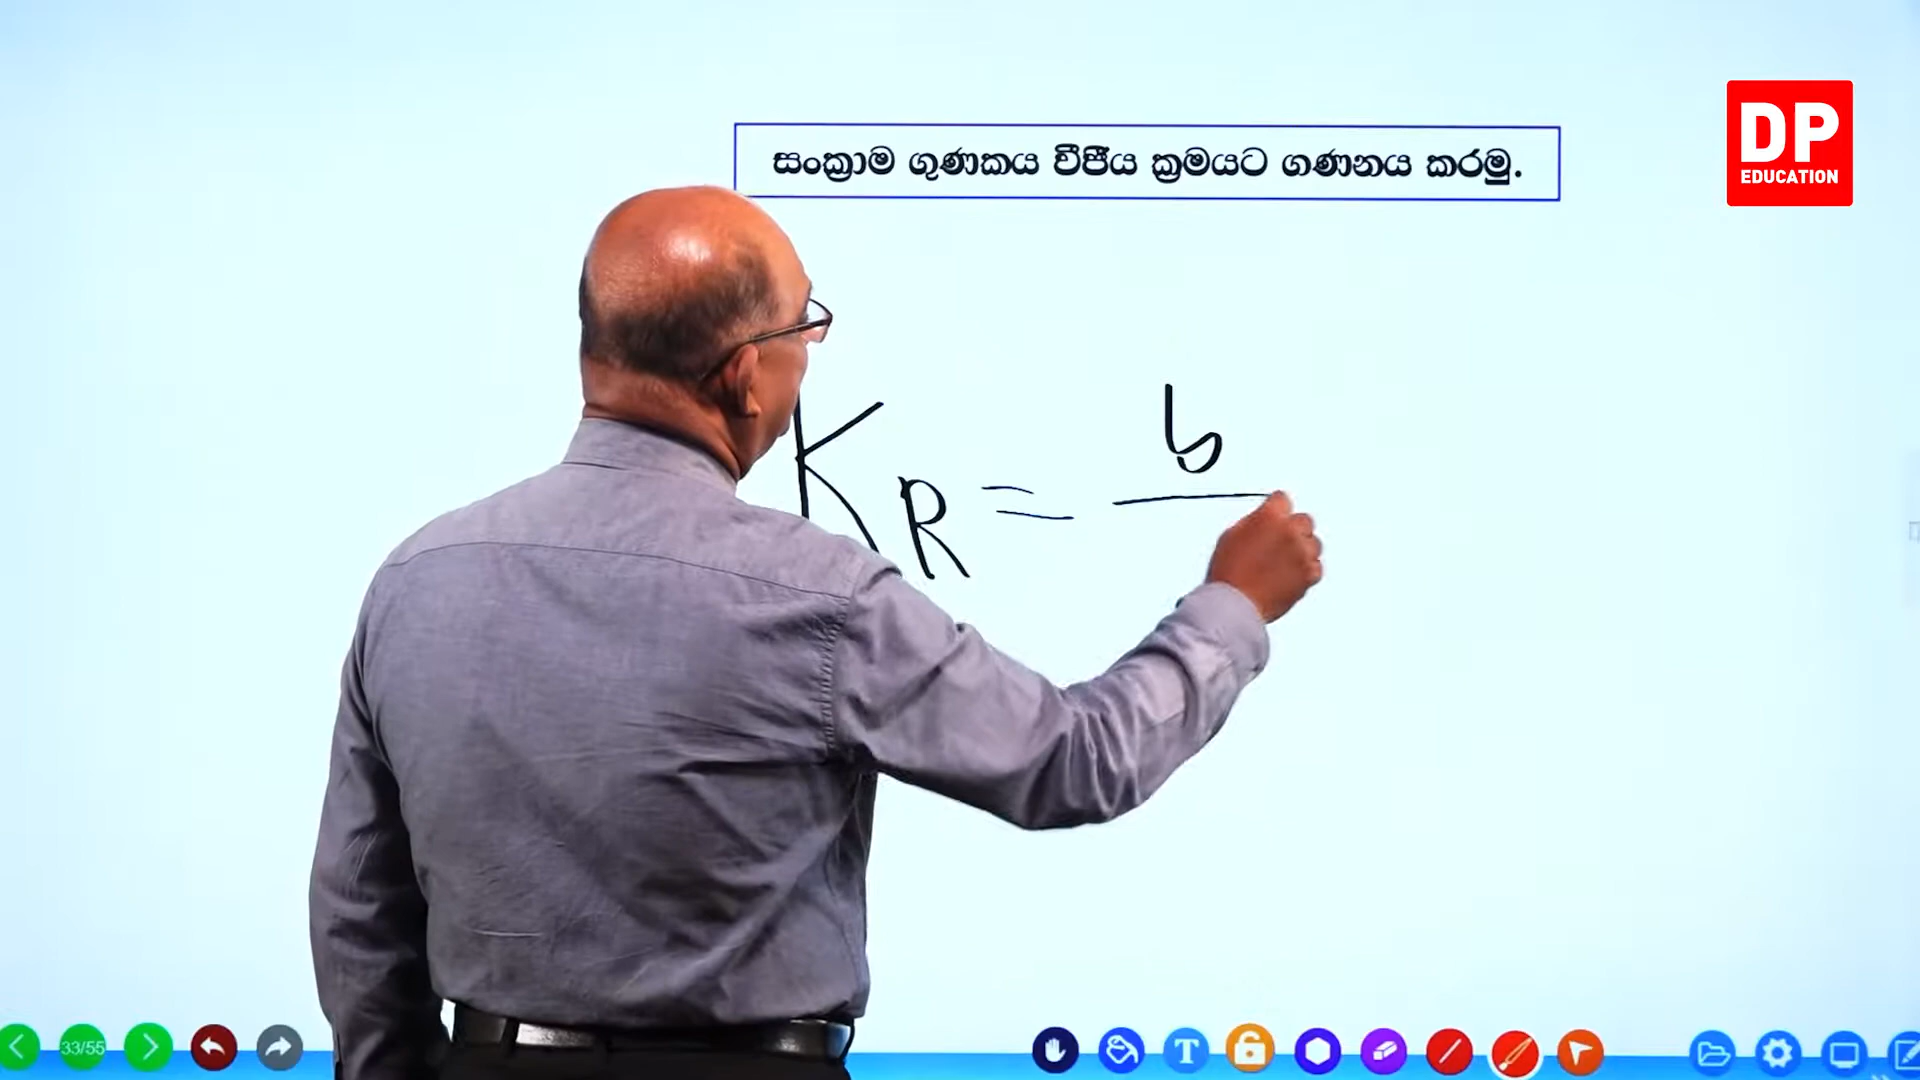 සංක්‍රාම ගුණකය වීජීය ක්‍රමයට ගණනය කරමු.
DP
EDUCATION
K R = b
33/55
T